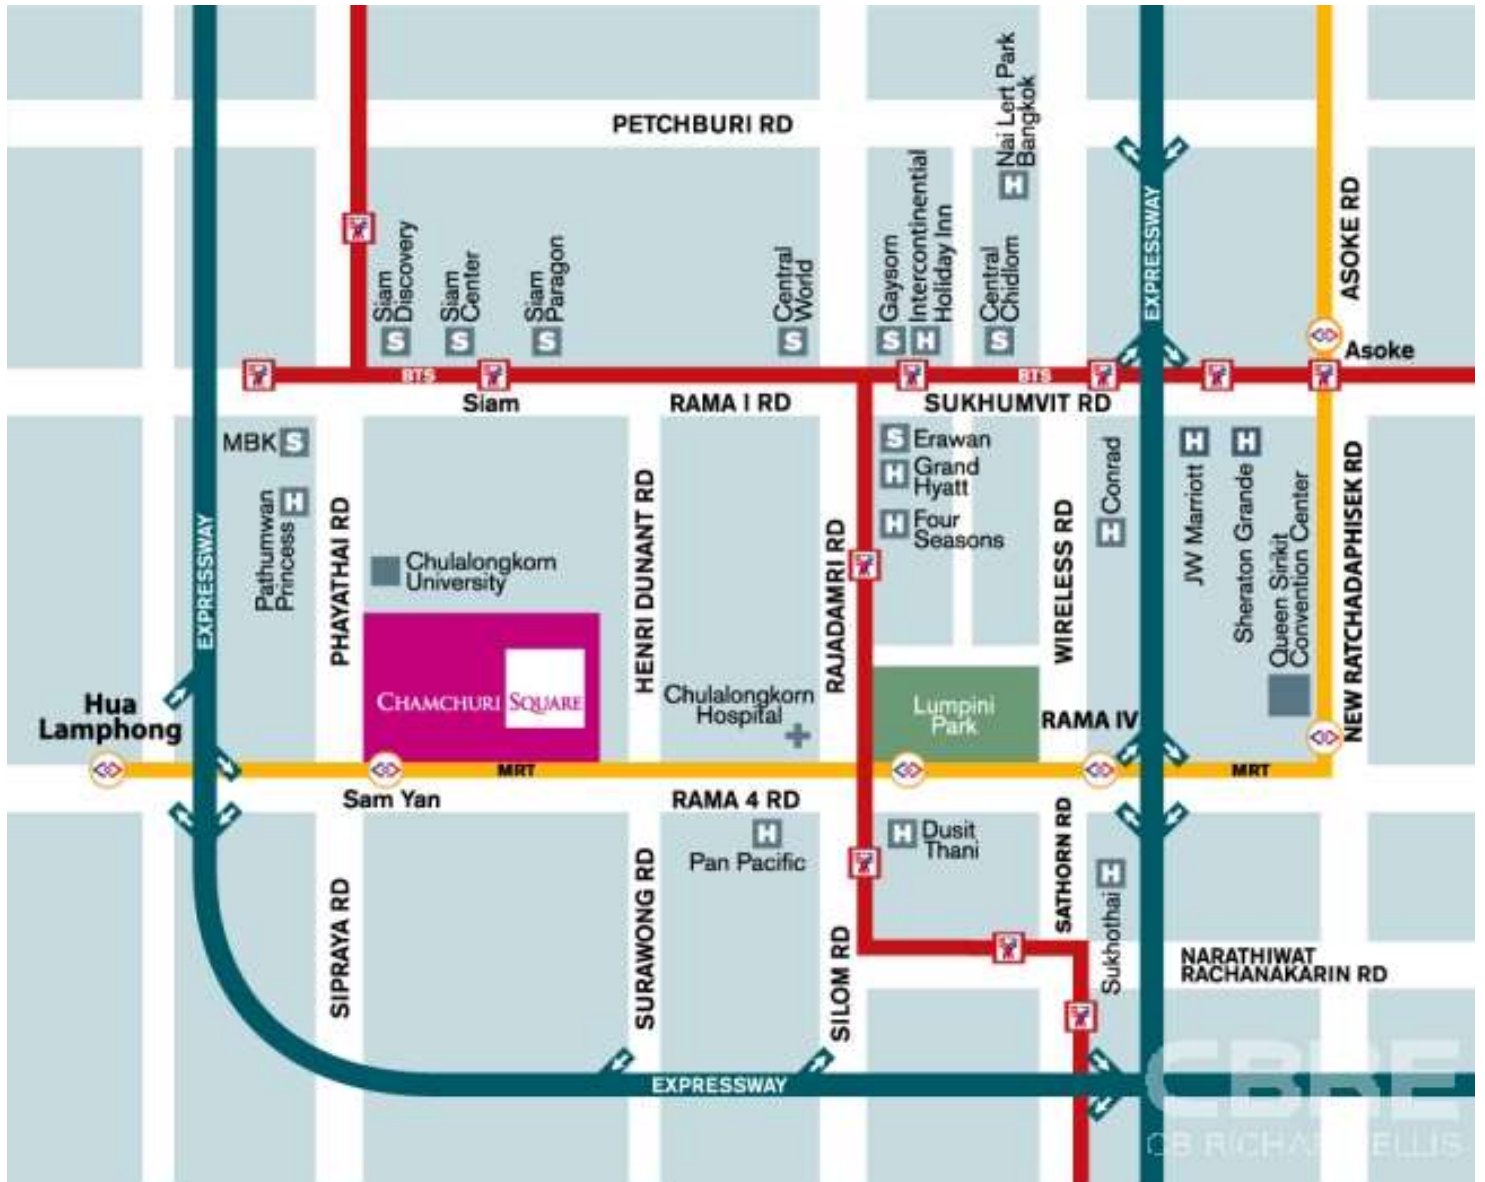 PETCHBURI RD
Nai Lert Park
Bangkok
H
EXPRESSWAY
ASOKE RD
Siam
Discovery
S
Siam
Center
S
Siam
Paragon
S
Central
World
S
Gaysorn
S
Intercontinential
Holiday Inn
H
Central
Chidlom
S
Asoke
BTS
BTS
Siam
RAMA I RD
SUKHUMVIT RD
MBK S
Pathumwan
Princess
H
EXPRESSWAY
PHAYATHAI RD
Chulalongkorn
University
HENRI DUNANT RD
RAJADAMRI RD
S Erawan
H Grand
Hyatt
H Four
Seasons
WIRELESS RD
Conrad
H
H
JW Marriott
H
Sheraton Grande
Queen Sirikit
Convention Center
NEW RATCHADAPHISEK RD
CHAMCHURI SQUARE
Chulalongkorn
Hospital
Lumpini
Park
RAMA IV
Hua
Lamphong
MRT
MRT
Sam Yan
RAMA 4 RD
H
Pan Pacific
H Dusit
Thani
SATHORN RD
H
Sukhothai
SIPRAYA RD
SURAWONG RD
SILOM RD
NARATHIWAT
RACHANAKARIN RD
EXPRESSWAY
CBRE
CB RICHARD ELLIS